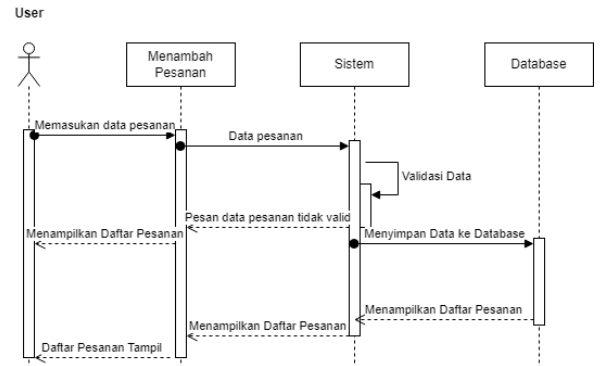 User
Menambah
Pesanan
Sistem
Database
Memasukan data pesanan
Data pesanan
Validasi Data
Pesan data pesanan tidak valid
Menampilkan Daftar Pesanan
Menyimpan Data ke Database
Menampilkan Daftar Pesanan
Menampilkan Daftar Pesanan
Daftar Pesanan Tampil